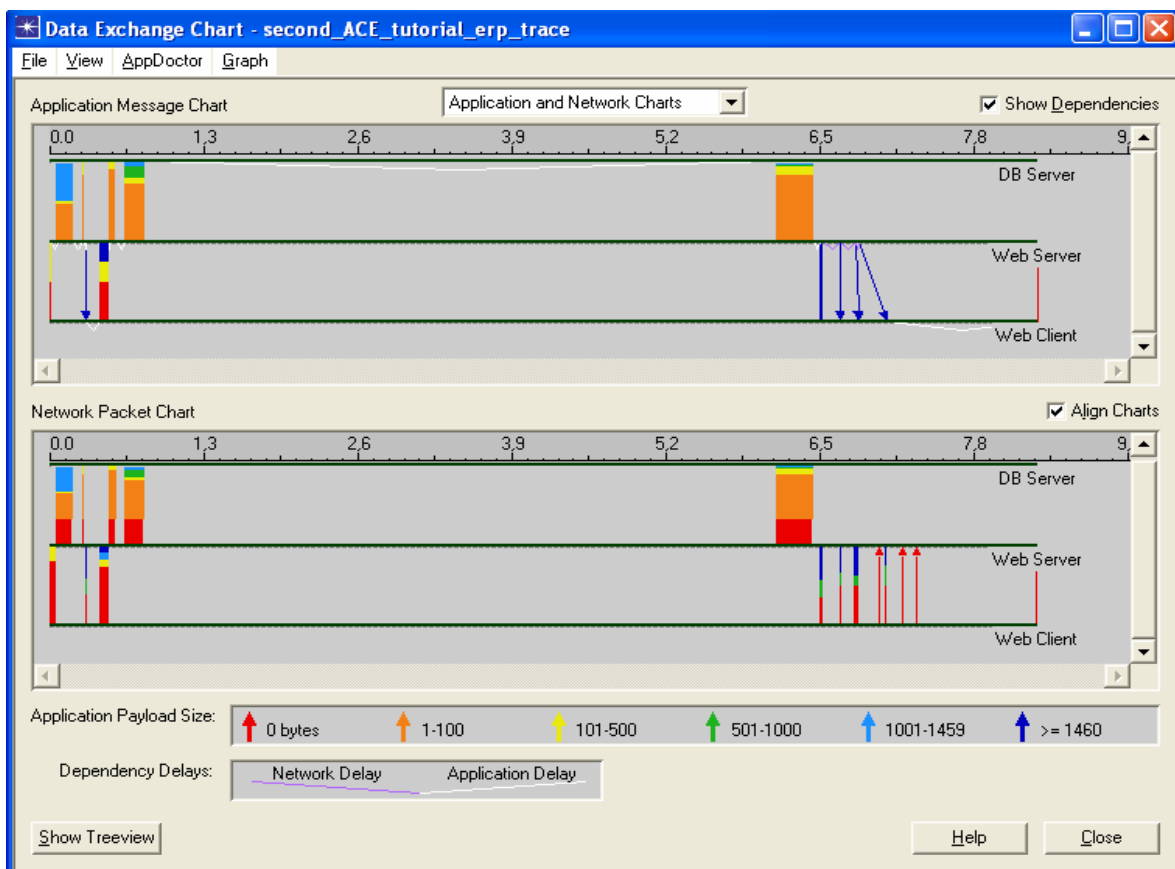 Data Exchange Chart - second_ACE_tutorial_erp_trace
File View AppDoctor Graph
Application Message Chart Application and Network Charts Show Dependencies
0.0 1,3 2,6 3,9 5,2 6,5 7,8 9,
DB Server
Web Server
Web Client
Network Packet Chart Align Charts
0.0 1,3 2,6 3,9 5,2 6,5 7,8 9,
DB Server
Web Server
Web Client
Application Payload Size: 0 bytes 1-100 101-500 501-1000 1001-1459 >= 1460
Dependency Delays: Network Delay Application Delay
Show Treeview Help Close